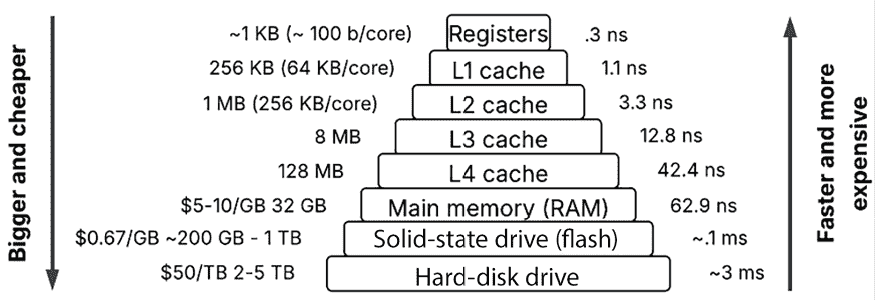 Bigger and cheaper
~1 KB (~ 100 b/core) Registers .3 ns
256 KB (64 KB/core) L1 cache 1.1 ns
1 MB (256 KB/core) L2 cache 3.3 ns
8 MB L3 cache 12.8 ns
128 MB L4 cache 42.4 ns
$5-10/GB 32 GB Main memory (RAM) 62.9 ns
$0.67/GB ~200 GB - 1 TB Solid-state drive (flash) ~.1 ms
$50/TB 2-5 TB Hard-disk drive ~3 ms
Faster and more
expensive